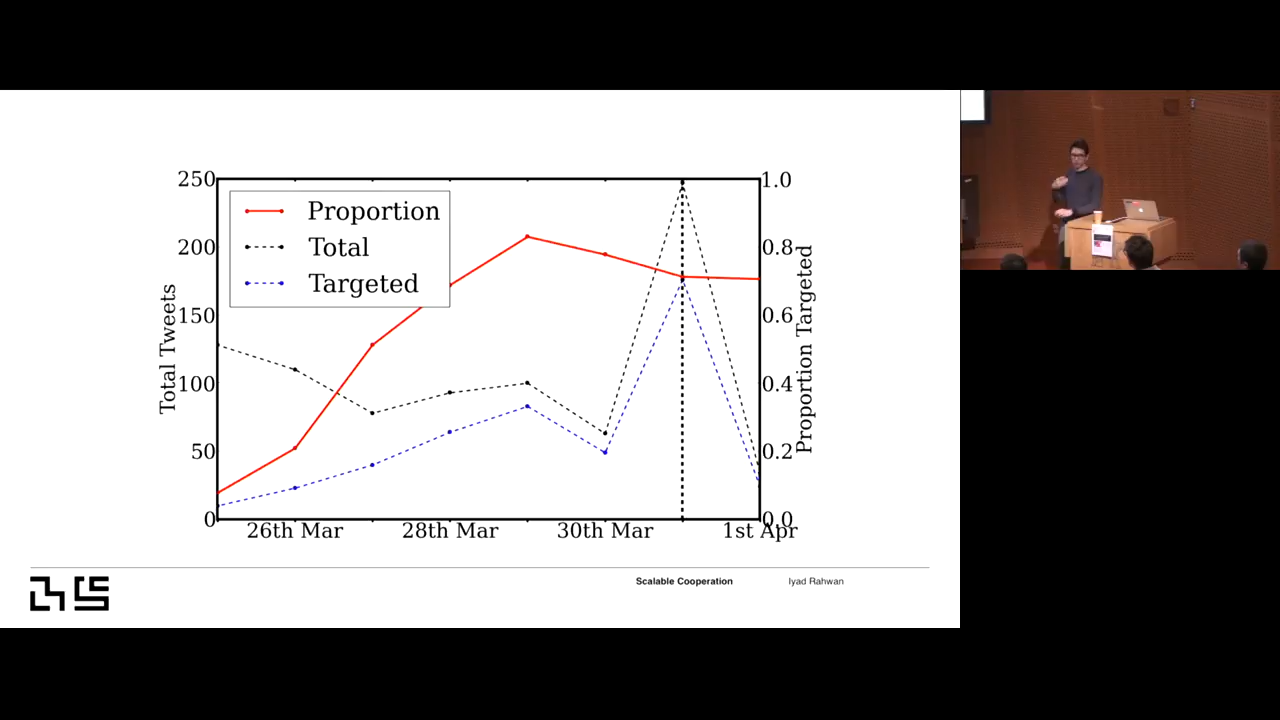 250
200
150
100
50
0
Total Tweets
Proportion
Total
Targeted
1.0
0.8
0.6
0.4
0.2
0.0
Proportion Targeted
26th Mar 28th Mar 30th Mar 1st Apr
Scalable Cooperation Iyad Rahwan